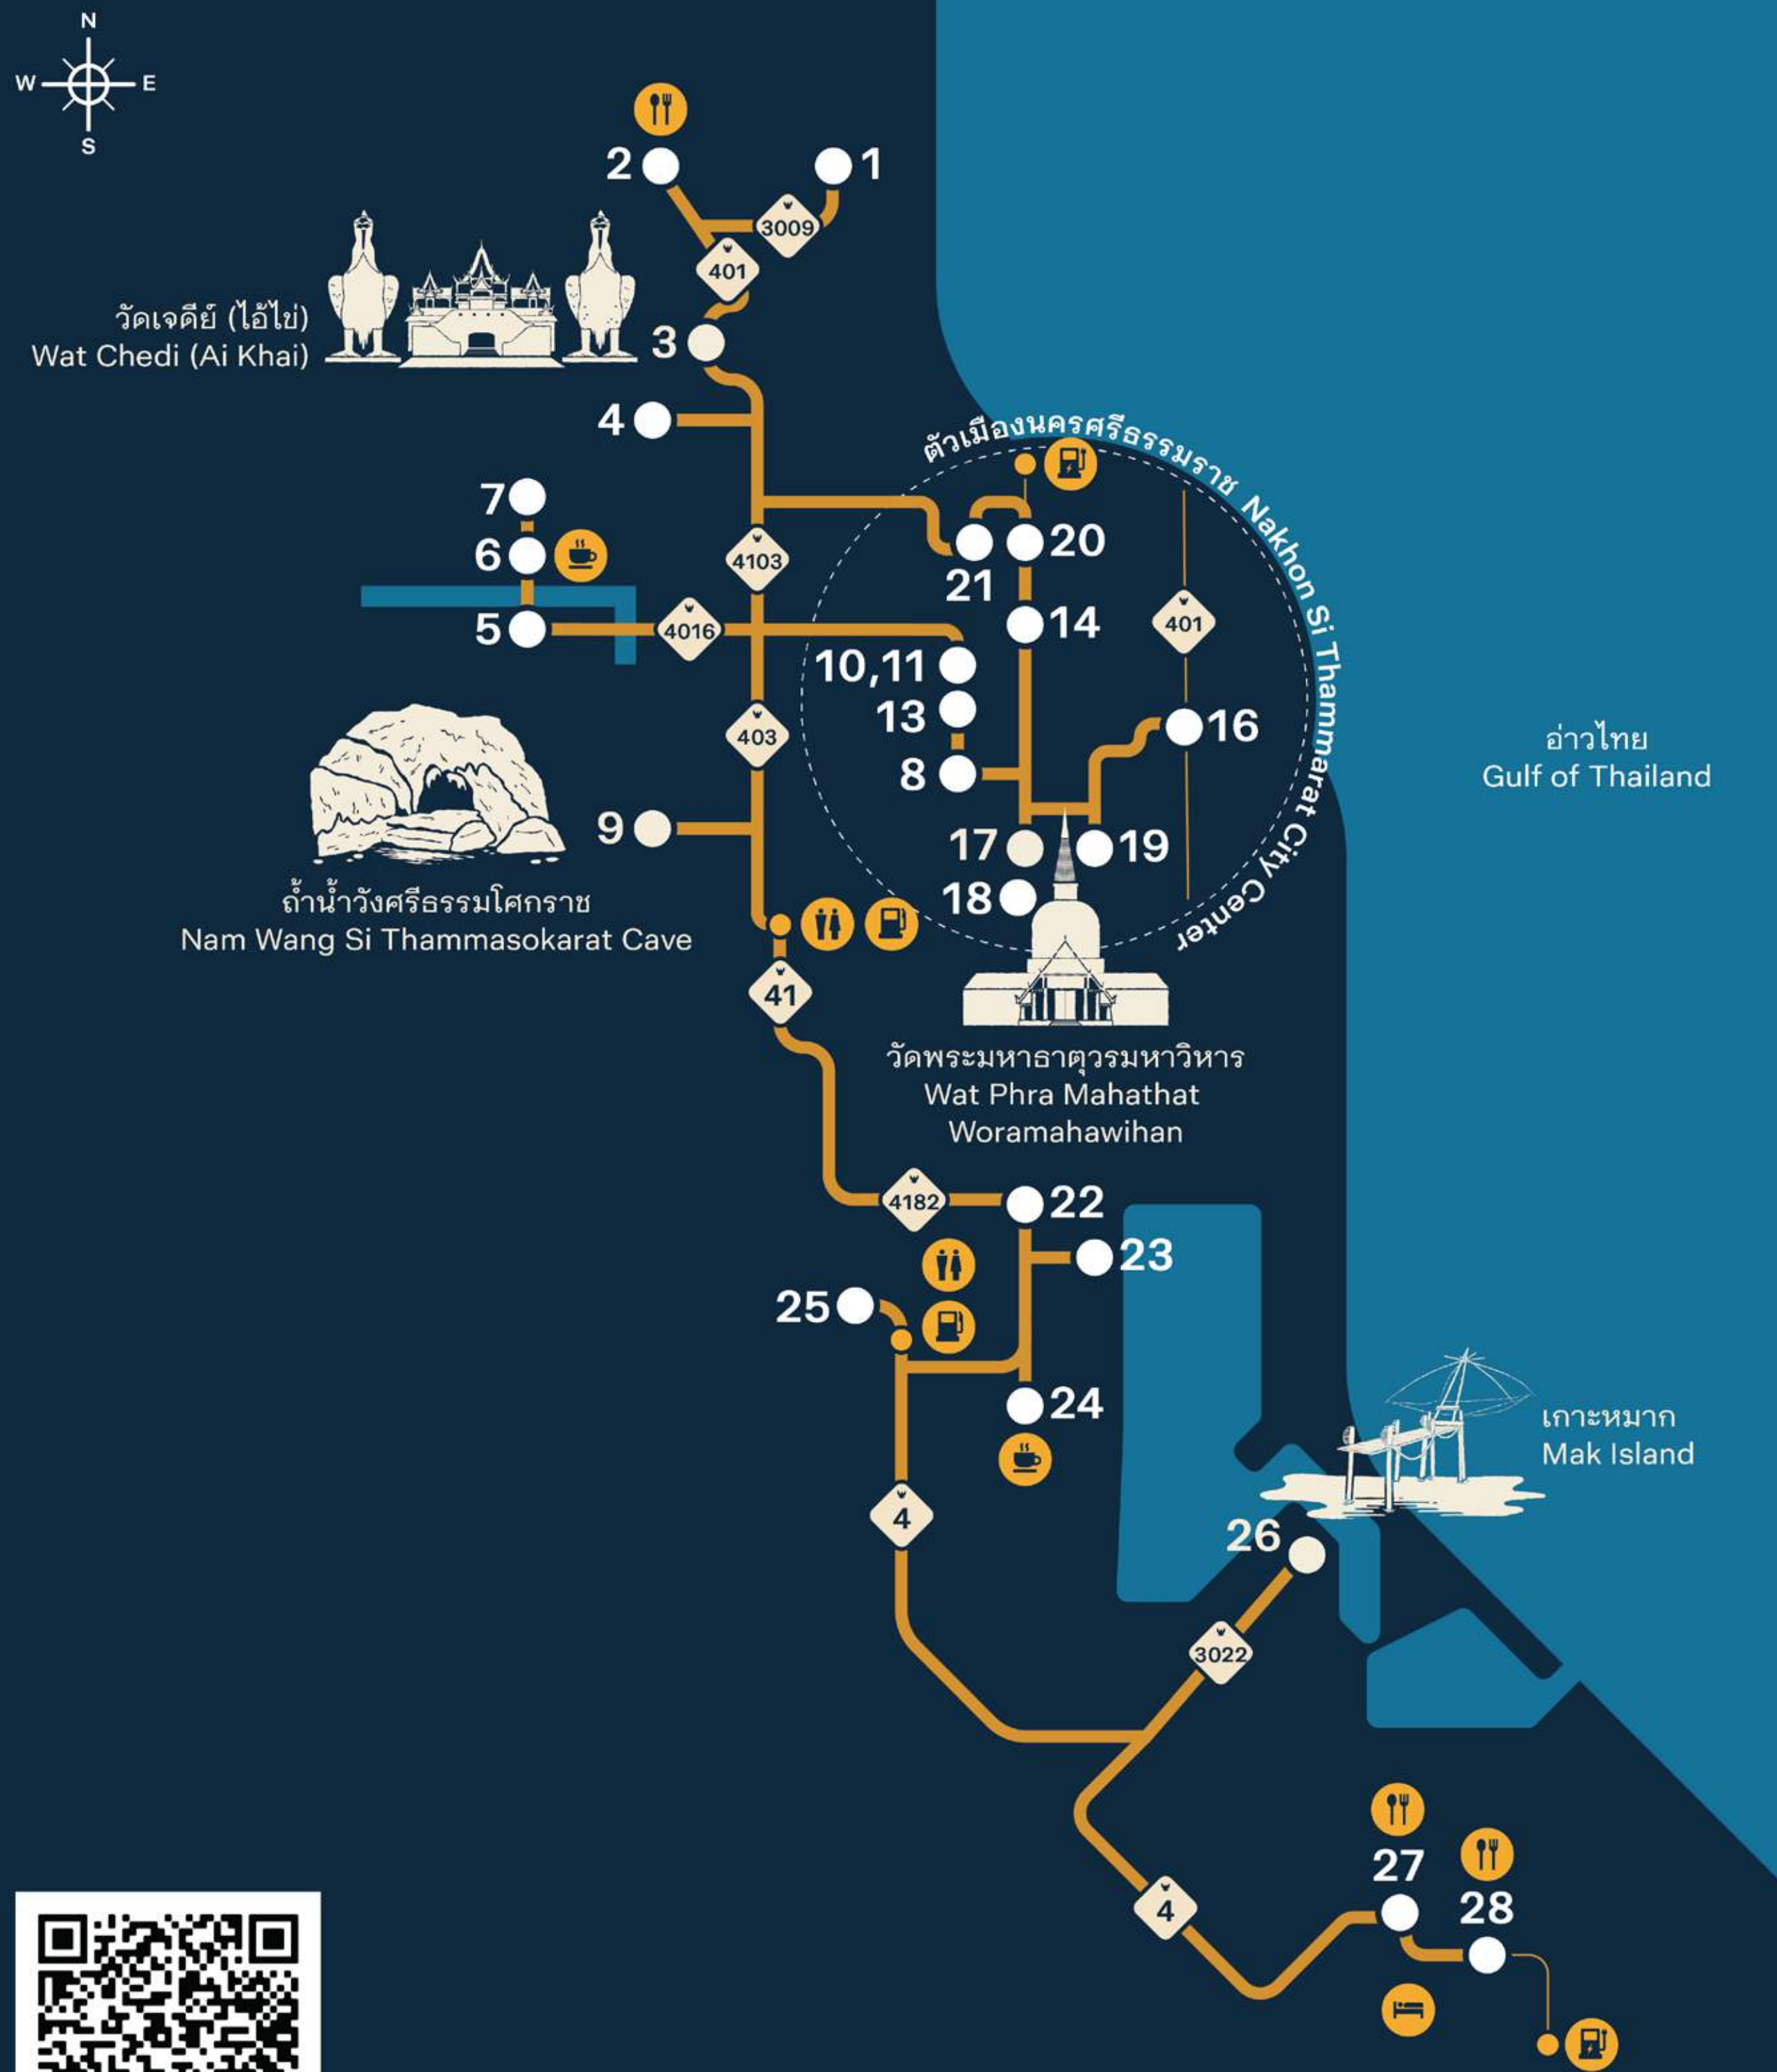 N
W E
S
2
1
3009
401
วัดเจดีย์ (ไอ้ไข่)
Wat Chedi (Ai Khai)
3
4
ตัวเมืองนครศรีธรรมราช Nakhon Si Thammarat City Center
7
6
5
4103
4016
20
21
14
401
10,11
13
8
16
403
9
17
19
18
อ่าวไทย
Gulf of Thailand
ถ้ำน้ำวังศรีธรรมโศกราช
Nam Wang Si Thammasokarat Cave
41
วัดพระมหาธาตุวรมหาวิหาร
Wat Phra Mahathat
Woramahawihan
4182
22
23
25
24
เกาะหมาก
Mak Island
4
26
3022
27
28
4